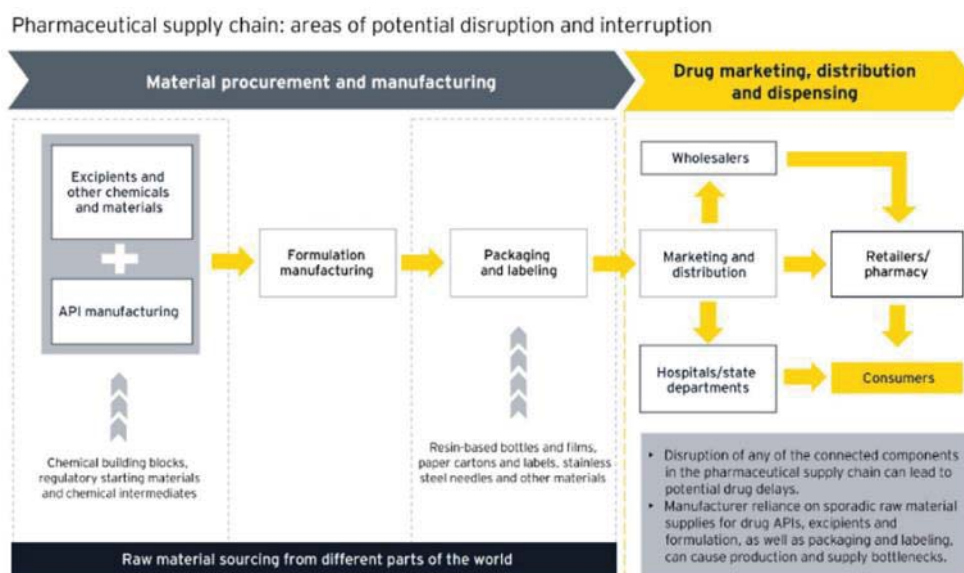 Pharmaceutical supply chain: areas of potential disruption and interruption
Material procurement and manufacturing
Drug marketing, distribution
and dispensing
Excipients and
other chemicals
and materials
API manufacturing
Formulation
manufacturing
Packaging
and labeling
Wholesalers
Marketing and
distribution
Retailers/
pharmacy
Hospitals/state
departments
Consumers
Chemical building blocks,
regulatory starting materials
and chemical intermediates
Resin-based bottles and films,
paper cartons and labels, stainless
steel needles and other materials
Raw material sourcing from different parts of the world
‣ Disruption of any of the connected components
in the pharmaceutical supply chain can lead to
potential drug delays.
‣ Manufacturer reliance on sporadic raw material
supplies for drug APIs, excipients and
formulation, as well as packaging and labeling,
can cause production and supply bottlenecks.